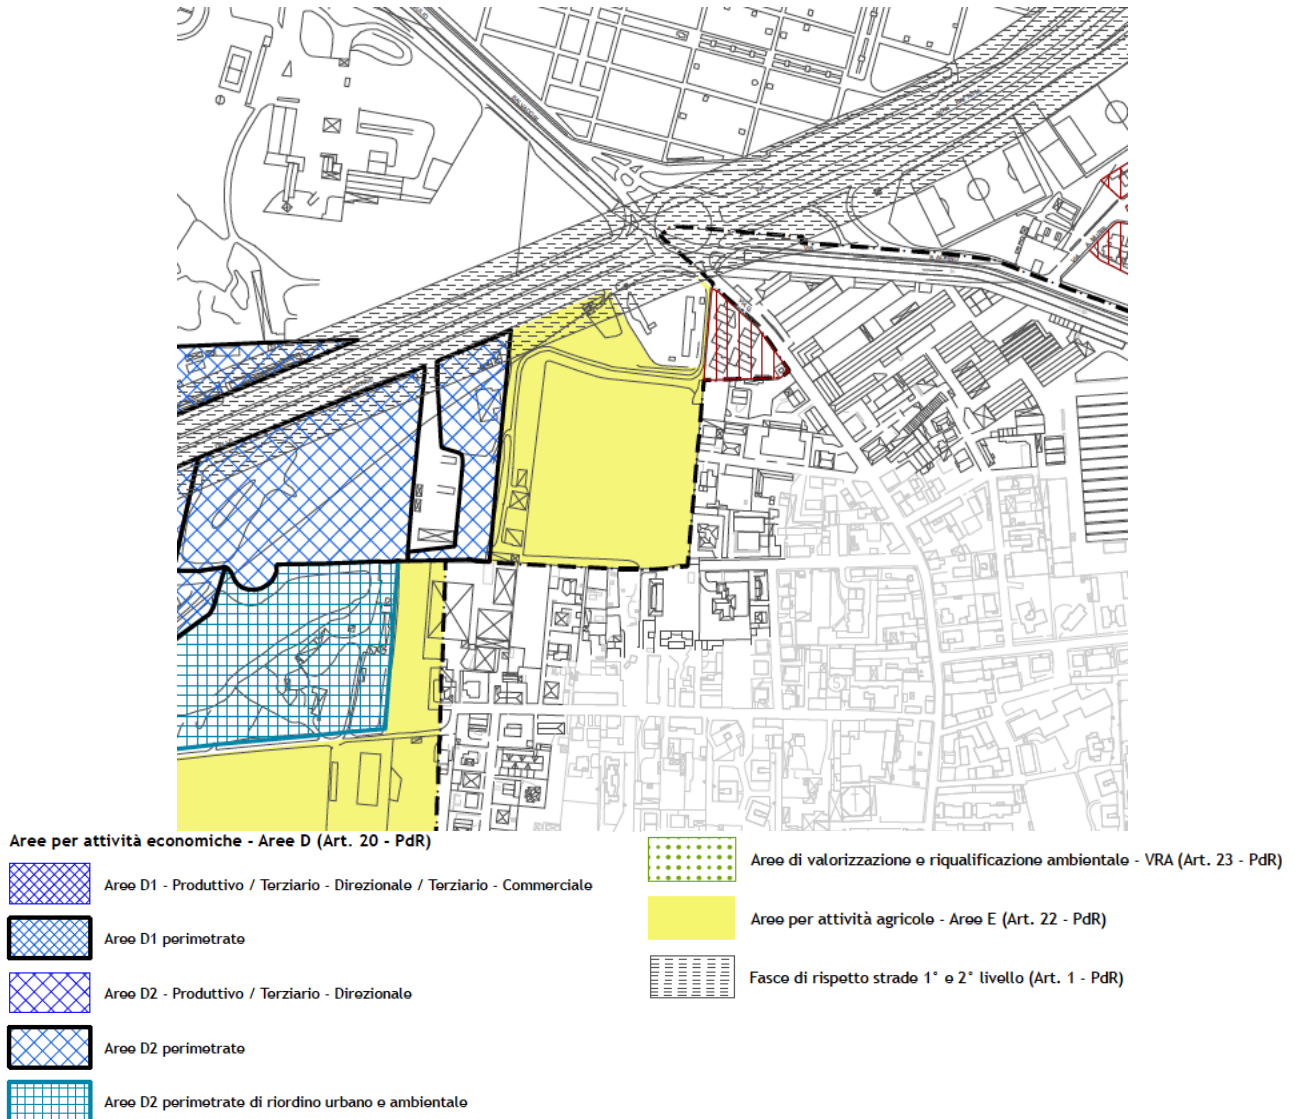 Aree per attività economiche - Aree D (Art. 20 - PdR)
Aree D1 - Produttivo / Terziario - Direzionale / Terziario - Commerciale
Aree D1 perimetrate
Aree D2 - Produttivo / Terziario - Direzionale
Aree D2 perimetrate
Aree D2 perimetrate di riordino urbano e ambientale
Aree di valorizzazione e riqualificazione ambientale - VRA (Art. 23 - PdR)
Aree per attività agricole - Aree E (Art. 22 - PdR)
Fasce di rispetto strade 1° e 2° livello (Art. 1 - PdR)